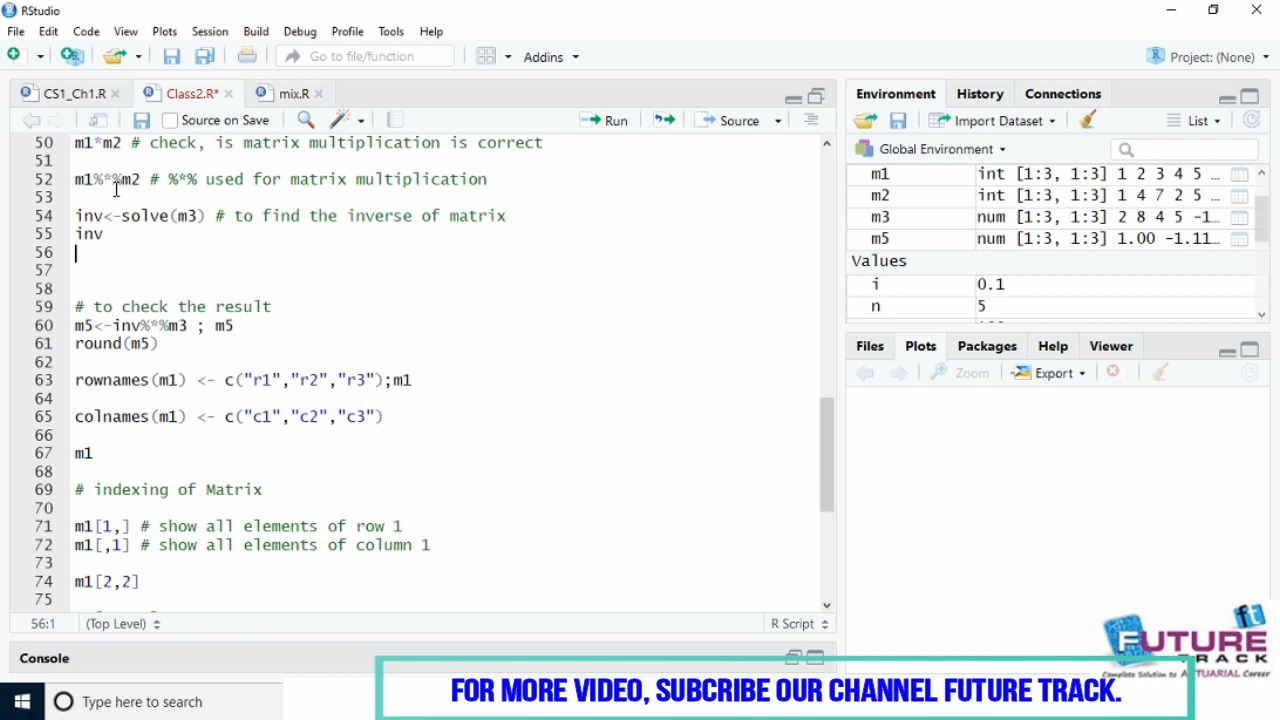 RStudio
File Edit Code View Plots Session Build Debug Profile Tools Help
Go to file/function Addins Project: (None)
CS1_Ch1.R Class2.R* mix.R
Source on Save Run Source
50 m1*m2 # check, is matrix multiplication is correct
51
52 m1%*%m2 # %*% used for matrix multiplication
53
54 inv<-solve(m3) # to find the inverse of matrix
55 inv
56
57
58
59 # to check the result
60 m5<-inv%*%m3 ; m5
61 round(m5)
62
63 rownames(m1) <- c("r1","r2","r3");m1
64
65 colnames(m1) <- c("c1","c2","c3")
66
67 m1
68
69 # indexing of Matrix
70
71 m1[1,] # show all elements of row 1
72 m1[,1] # show all elements of column 1
73
74 m1[2,2]
75
56:1 (Top Level) R Script
Console
Environment History Connections
Import Dataset List
Global Environment
m1 int [1:3, 1:3] 1 2 3 4 5 ...
m2 int [1:3, 1:3] 1 4 7 2 5 ...
m3 num [1:3, 1:3] 2 8 4 5 -1...
m5 num [1:3, 1:3] 1.00 -1.11...
Values
i 0.1
n 5
Files Plots Packages Help Viewer
Zoom Export
ft
FUTURE
TRACK
Complete Solution to ACTUARIAL Career
FOR MORE VIDEO, SUBCRIBE OUR CHANNEL FUTURE TRACK.
Type here to search